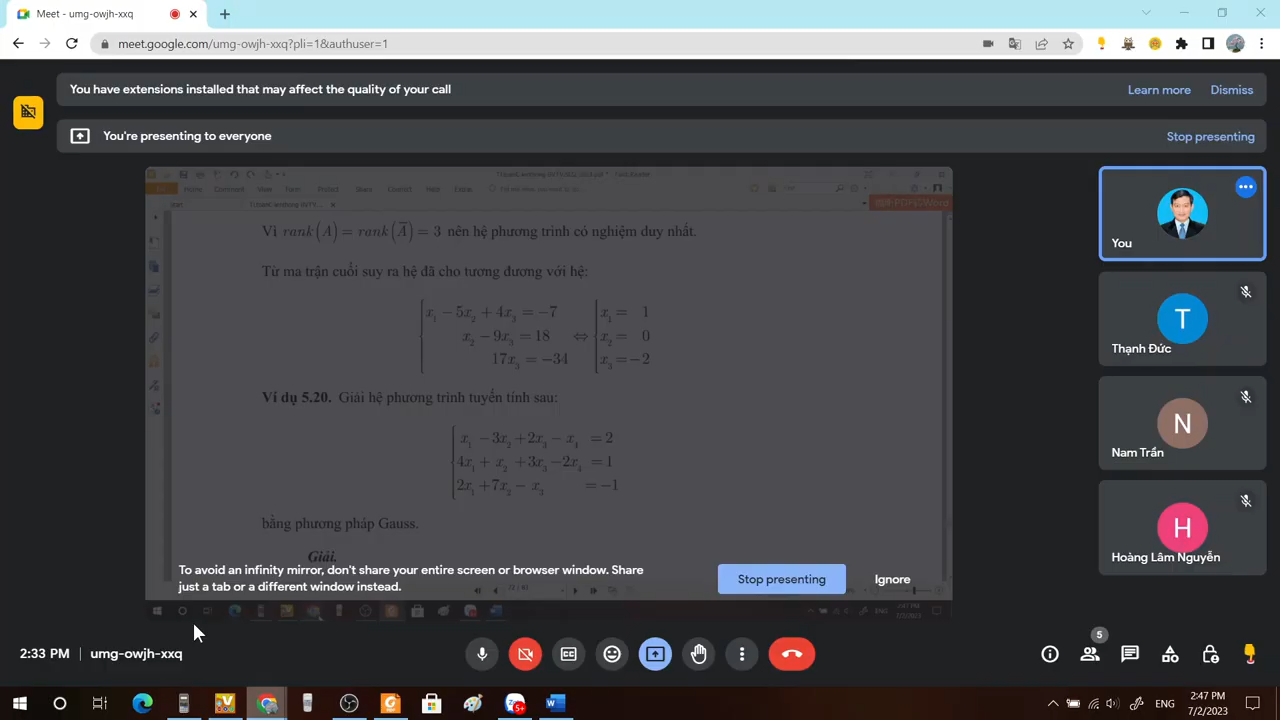 Meet - umg-owjh-xxq
meet.google.com/umg-owjh-xxq?pli=1&authuser=1
You have extensions installed that may affect the quality of your call
Learn more
Dismiss
You're presenting to everyone
Stop presenting
Home
View
Form
Protect
Share
Help
Vì rank(A) = rank(A̅) = 3 nên hệ phương trình có nghiệm duy nhất.
Từ ma trận cuối suy ra hệ đã cho tương đương với hệ:
x₁ − 5x₂ + 4x₃ = −7
x₂ − 9x₃ = 18
17x₃ = −34
⇔
x₁ = 1
x₂ = 0
x₃ = −2
Ví dụ 5.20. Giải hệ phương trình tuyến tính sau:
x₁ − 3x₂ + 2x₃ − x₄ = 2
4x₁ + x₂ + 3x₃ − 2x₄ = 1
2x₁ + 7x₂ − x₃ = −1
bằng phương pháp Gauss.
Giải.
To avoid an infinity mirror, don't share your entire screen or browser window. Share
just a tab or a different window instead.
Stop presenting
Ignore
You
T
Thạnh Đức
N
Nam Trần
H
Hoàng Lâm Nguyễn
2:33 PM | umg-owjh-xxq
5
ENG
2:47 PM
7/2/2023